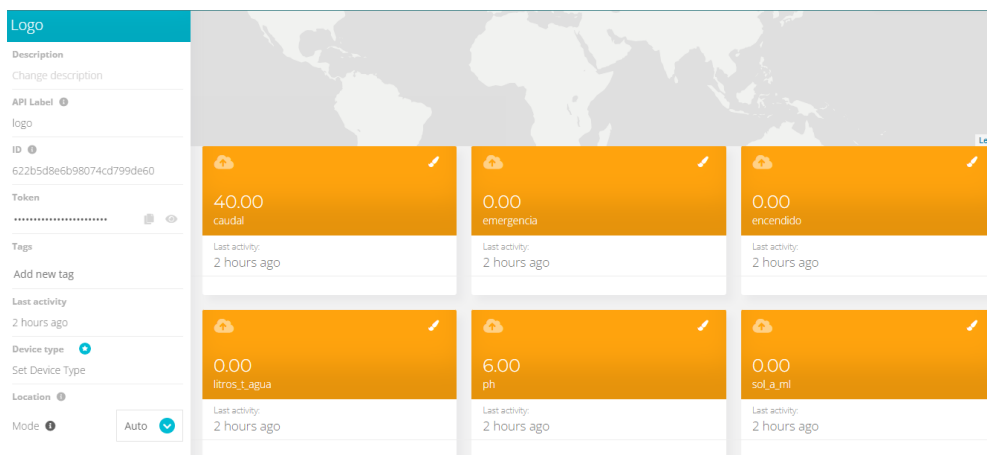 Logo
Description
Change description
API Label
logo
ID
622b5d8e6b98074cd799de60
Token
Tags
Add new tag
Last activity
2 hours ago
Device type
Set Device Type
Location
Mode Auto
Le
40.00
caudal
Last activity:
2 hours ago
0.00
emergencia
Last activity:
2 hours ago
0.00
encendido
Last activity:
2 hours ago
0.00
litros_t_agua
Last activity:
2 hours ago
6.00
ph
Last activity:
2 hours ago
0.00
sol_a_ml
Last activity:
2 hours ago